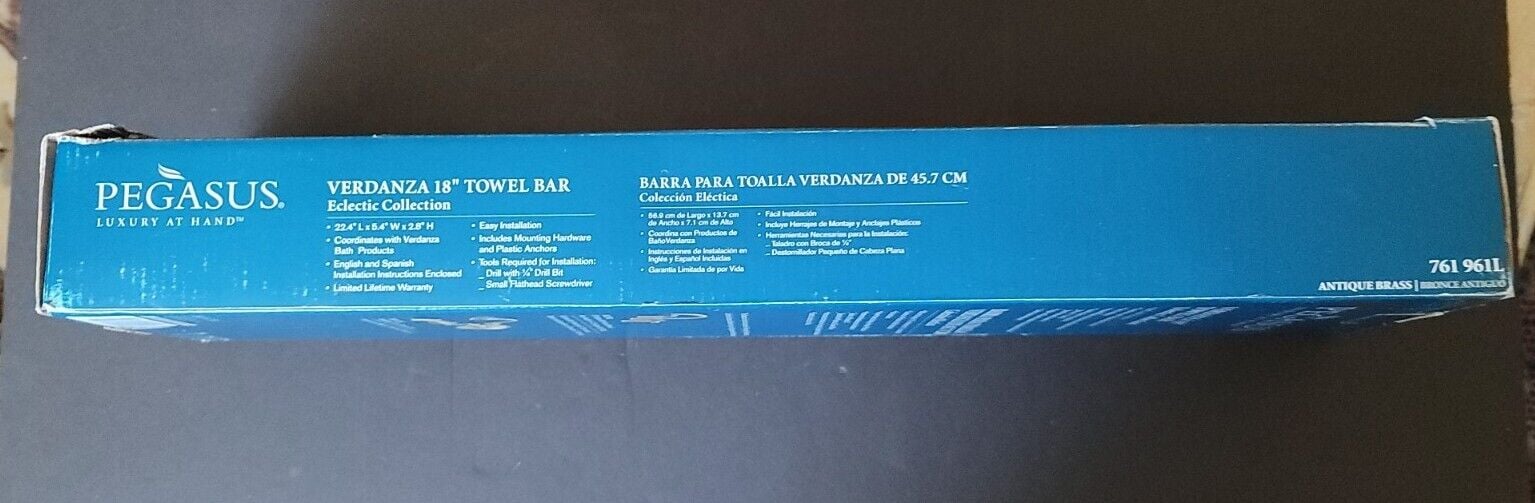 PEGASUS®
LUXURY AT HAND™
VERDANZA 18" TOWEL BAR
Eclectic Collection
• 22.4" L x 5.4" W x 2.8" H
• Coordinates with Verdanza
Bath Products
• English and Spanish
Installation Instructions Enclosed
• Limited Lifetime Warranty
• Easy Installation
• Includes Mounting Hardware
and Plastic Anchors
• Tools Required for Installation:
_ Drill with ¼" Drill Bit
_ Small Flathead Screwdriver
BARRA PARA TOALLA VERDANZA DE 45.7 CM
Colección Eléctica
• 56.9 cm de Largo x 13.7 cm
de Ancho x 7.1 cm de Alto
• Coordina con Productos de
Baño Verdanza
• Instrucciones de Instalación en
Inglés y Español Incluidas
• Garantía Limitada de por Vida
• Fácil Instalación
• Incluye Herrajes de Montaje y Anclajes Plásticos
• Herramientas Necesarias para la Instalación:
_ Taladro con Broca de ¼"
_ Destornillador Pequeño de Cabeza Plana
761 961L
ANTIQUE BRASS | BRONCE ANTIGUO